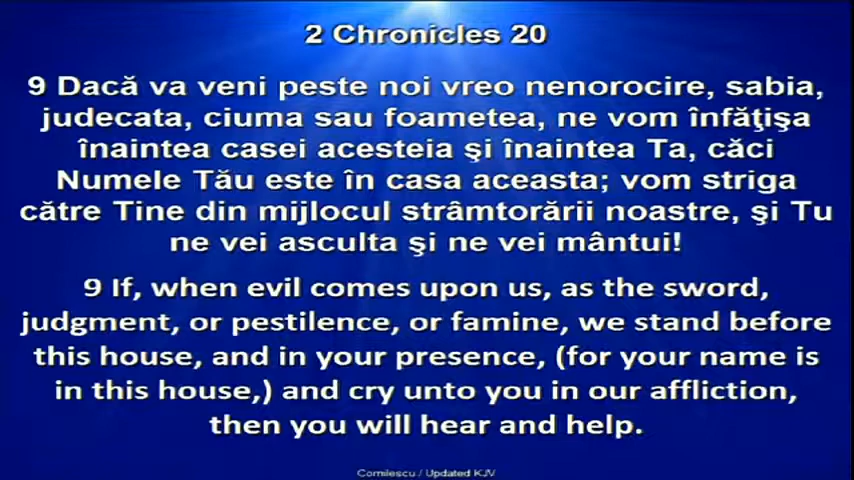 2 Chronicles 20
9 Dacă va veni peste noi vreo nenorocire, sabia,
judecata, ciuma sau foametea, ne vom înfăţişa
înaintea casei acesteia şi înaintea Ta, căci
Numele Tău este în casa aceasta; vom striga
către Tine din mijlocul strâmtorării noastre, şi Tu
ne vei asculta şi ne vei mântui!
9 If, when evil comes upon us, as the sword,
judgment, or pestilence, or famine, we stand before
this house, and in your presence, (for your name is
in this house,) and cry unto you in our affliction,
then you will hear and help.
Cornilescu / Updated KJV